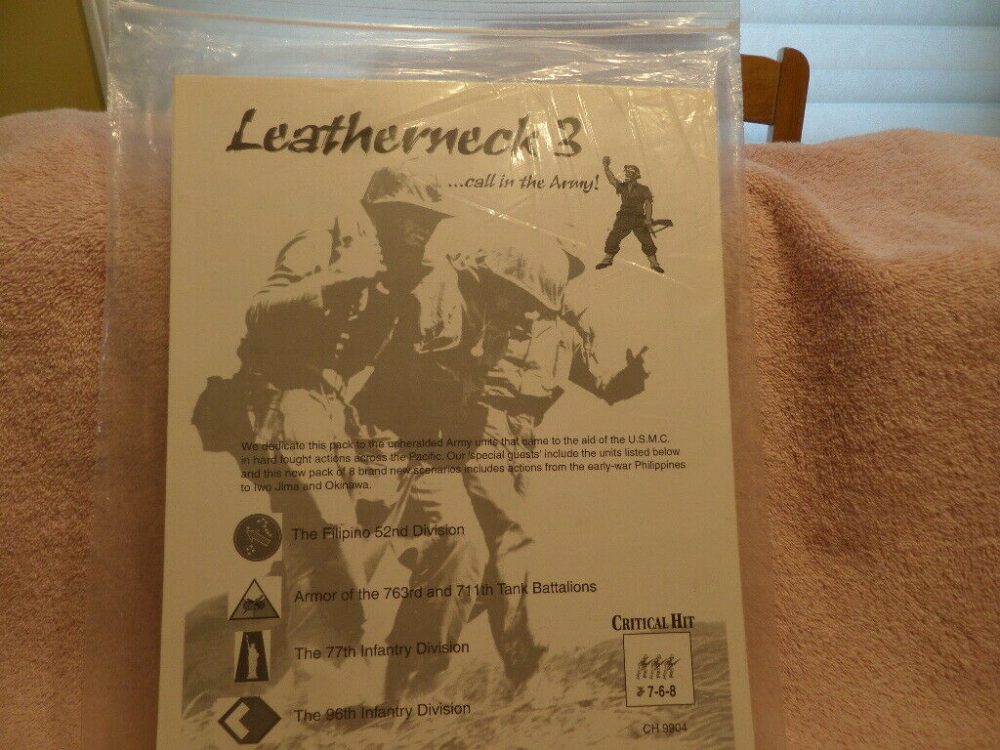 Leatherneck 3
...call in the Army!
We dedicate this pack to the unheralded Army units that came to the aid of the U.S.M.C.
in hard fought actions across the Pacific. Our 'special guests' include the units listed below
and this new pack of 8 brand new scenarios includes actions from the early-war Philippines
to Iwo Jima and Okinawa.
The Filipino 52nd Division
Armor of the 763rd and 711th Tank Battalions
The 77th Infantry Division
The 96th Infantry Division
CRITICAL HIT
7-6-8
CH 9904